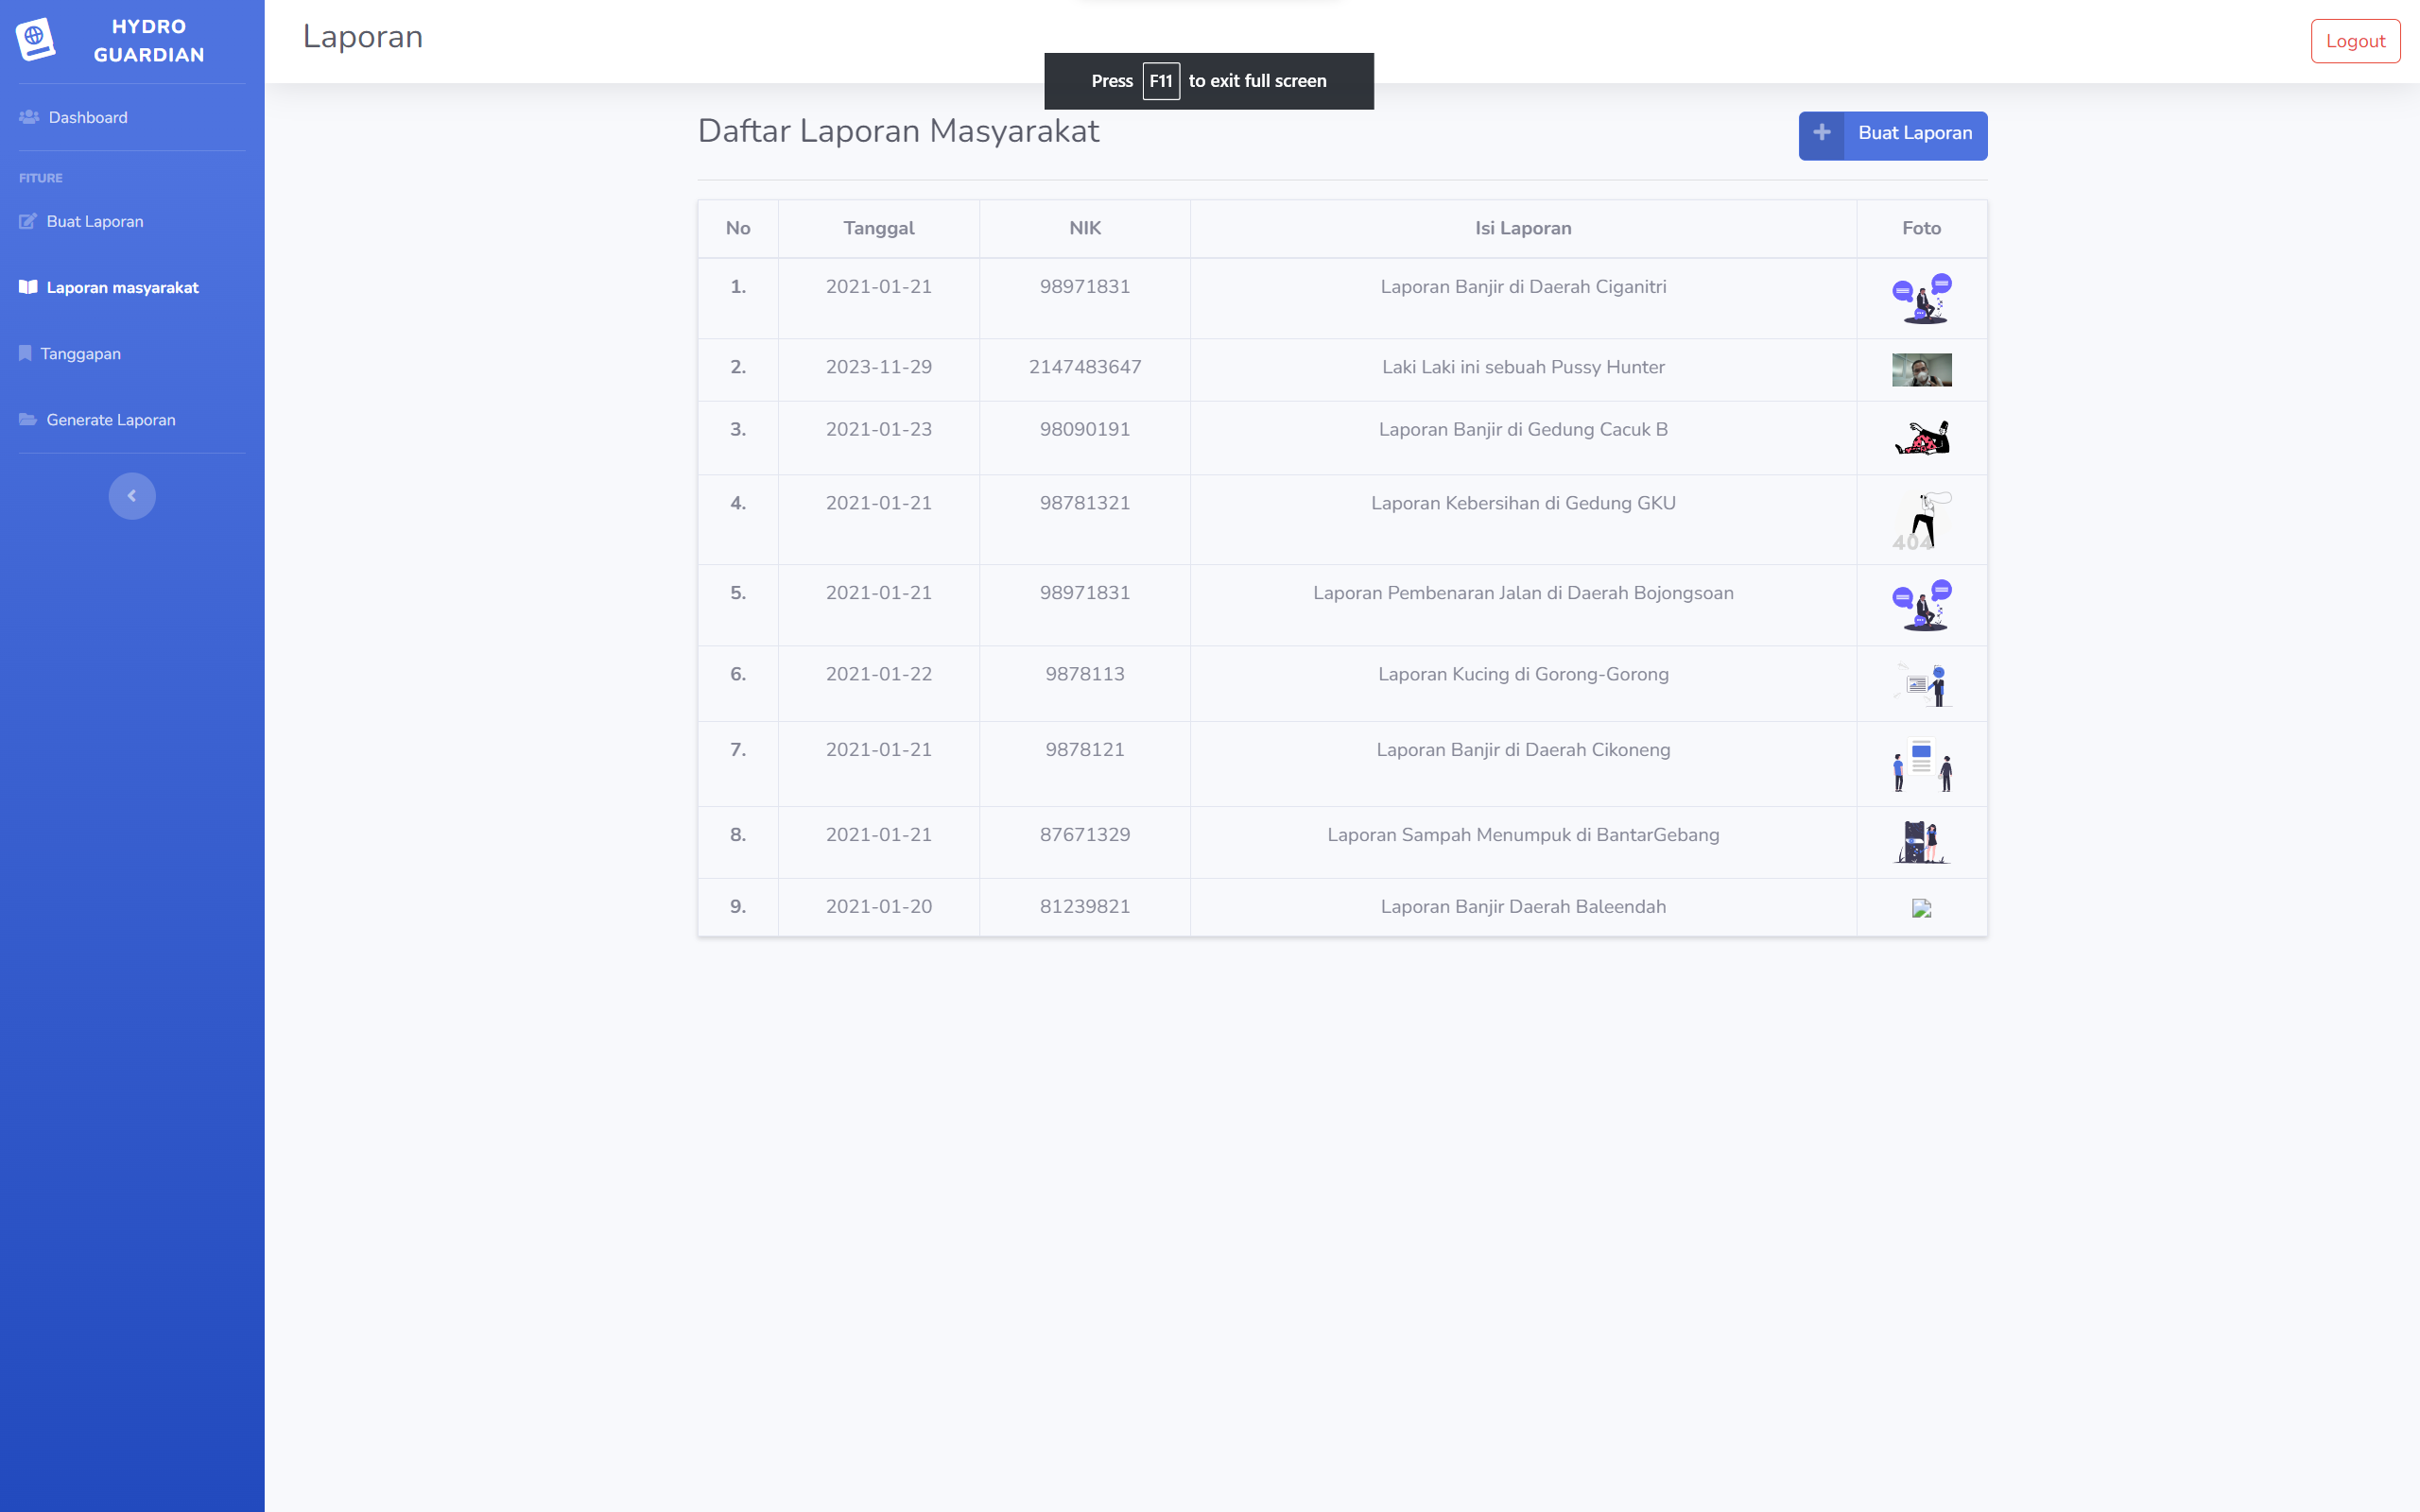 HYDRO
GUARDIAN
Laporan
Logout
Press F11 to exit full screen
Dashboard
FITURE
Buat Laporan
Laporan masyarakat
Tanggapan
Generate Laporan
Daftar Laporan Masyarakat
Buat Laporan
No Tanggal NIK Isi Laporan Foto
1. 2021-01-21 98971831 Laporan Banjir di Daerah Ciganitri
2. 2023-11-29 2147483647 Laki Laki ini sebuah Pussy Hunter
3. 2021-01-23 98090191 Laporan Banjir di Gedung Cacuk B
4. 2021-01-21 98781321 Laporan Kebersihan di Gedung GKU 404
5. 2021-01-21 98971831 Laporan Pembenaran Jalan di Daerah Bojongsoan
6. 2021-01-22 9878113 Laporan Kucing di Gorong-Gorong
7. 2021-01-21 9878121 Laporan Banjir di Daerah Cikoneng
8. 2021-01-21 87671329 Laporan Sampah Menumpuk di BantarGebang
9. 2021-01-20 81239821 Laporan Banjir Daerah Baleendah